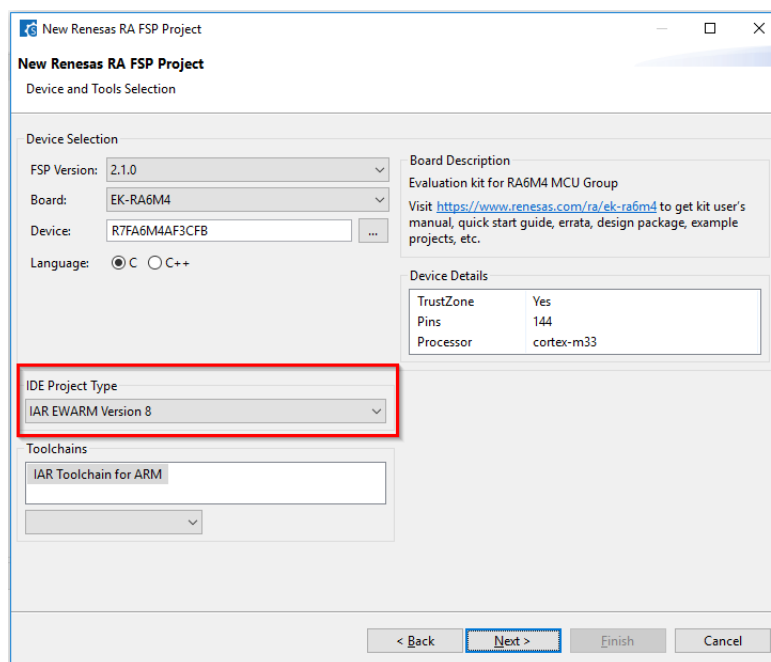 New Renesas RA FSP Project
New Renesas RA FSP Project
Device and Tools Selection
Device Selection
FSP Version: 2.1.0
Board: EK-RA6M4
Device: R7FA6M4AF3CFB ...
Language: C C++
Board Description
Evaluation kit for RA6M4 MCU Group
Visit https://www.renesas.com/ra/ek-ra6m4 to get kit user's
manual, quick start guide, errata, design package, example
projects, etc.
Device Details
TrustZone Yes
Pins 144
Processor cortex-m33
IDE Project Type
IAR EWARM Version 8
Toolchains
IAR Toolchain for ARM
< Back Next > Finish Cancel